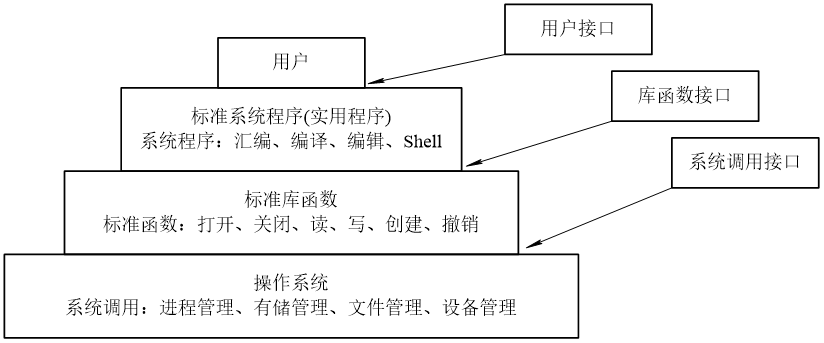 用户接口
用户
库函数接口
标准系统程序(实用程序)
系统程序：汇编、编译、编辑、Shell
系统调用接口
标准库函数
标准函数：打开、关闭、读、写、创建、撤销
操作系统
系统调用：进程管理、有储管理、文件管理、设备管理